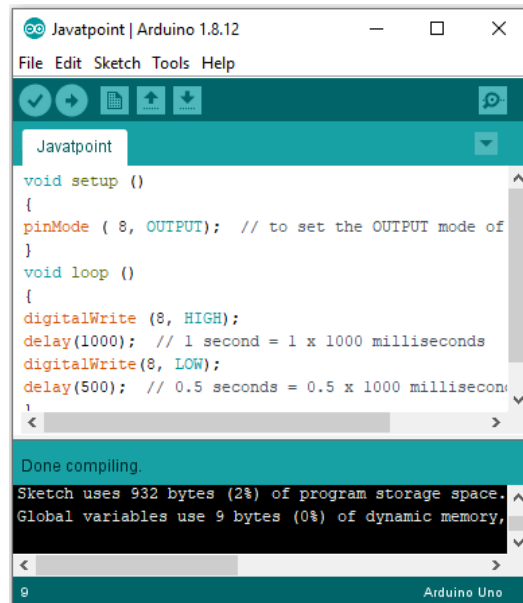 Javatpoint | Arduino 1.8.12
File Edit Sketch Tools Help
Javatpoint
void setup ()
{
pinMode ( 8, OUTPUT);  // to set the OUTPUT mode of
}
void loop ()
{
digitalWrite (8, HIGH);
delay(1000);  // 1 second = 1 x 1000 milliseconds
digitalWrite(8, LOW);
delay(500);  // 0.5 seconds = 0.5 x 1000 millisecon
}
Done compiling.
Sketch uses 932 bytes (2%) of program storage space.
Global variables use 9 bytes (0%) of dynamic memory,
9 Arduino Uno